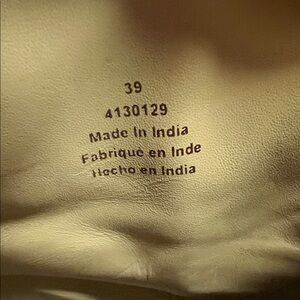 39
4130129
Made In India
Fabrique en Inde
Hecho en India